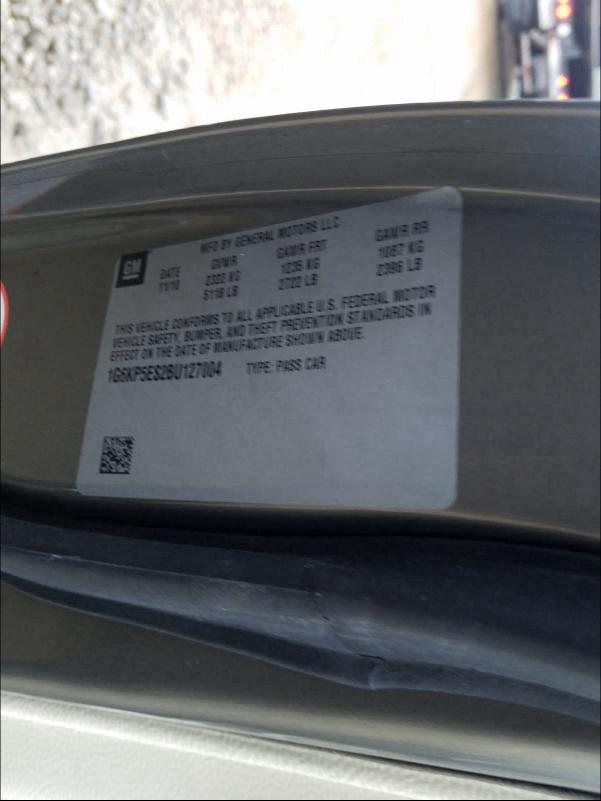 GM
MFD BY GENERAL MOTORS LLC
DATE GVWR GAWR FRT GAWR RR
11/10 2322 KG 1235 KG 1087 KG
5118 LB 2722 LB 2396 LB
THIS VEHICLE CONFORMS TO ALL APPLICABLE U.S. FEDERAL MOTOR
VEHICLE SAFETY, BUMPER, AND THEFT PREVENTION STANDARDS IN
EFFECT ON THE DATE OF MANUFACTURE SHOWN ABOVE.
1G6KP5ES2BU127004 TYPE: PASS CAR